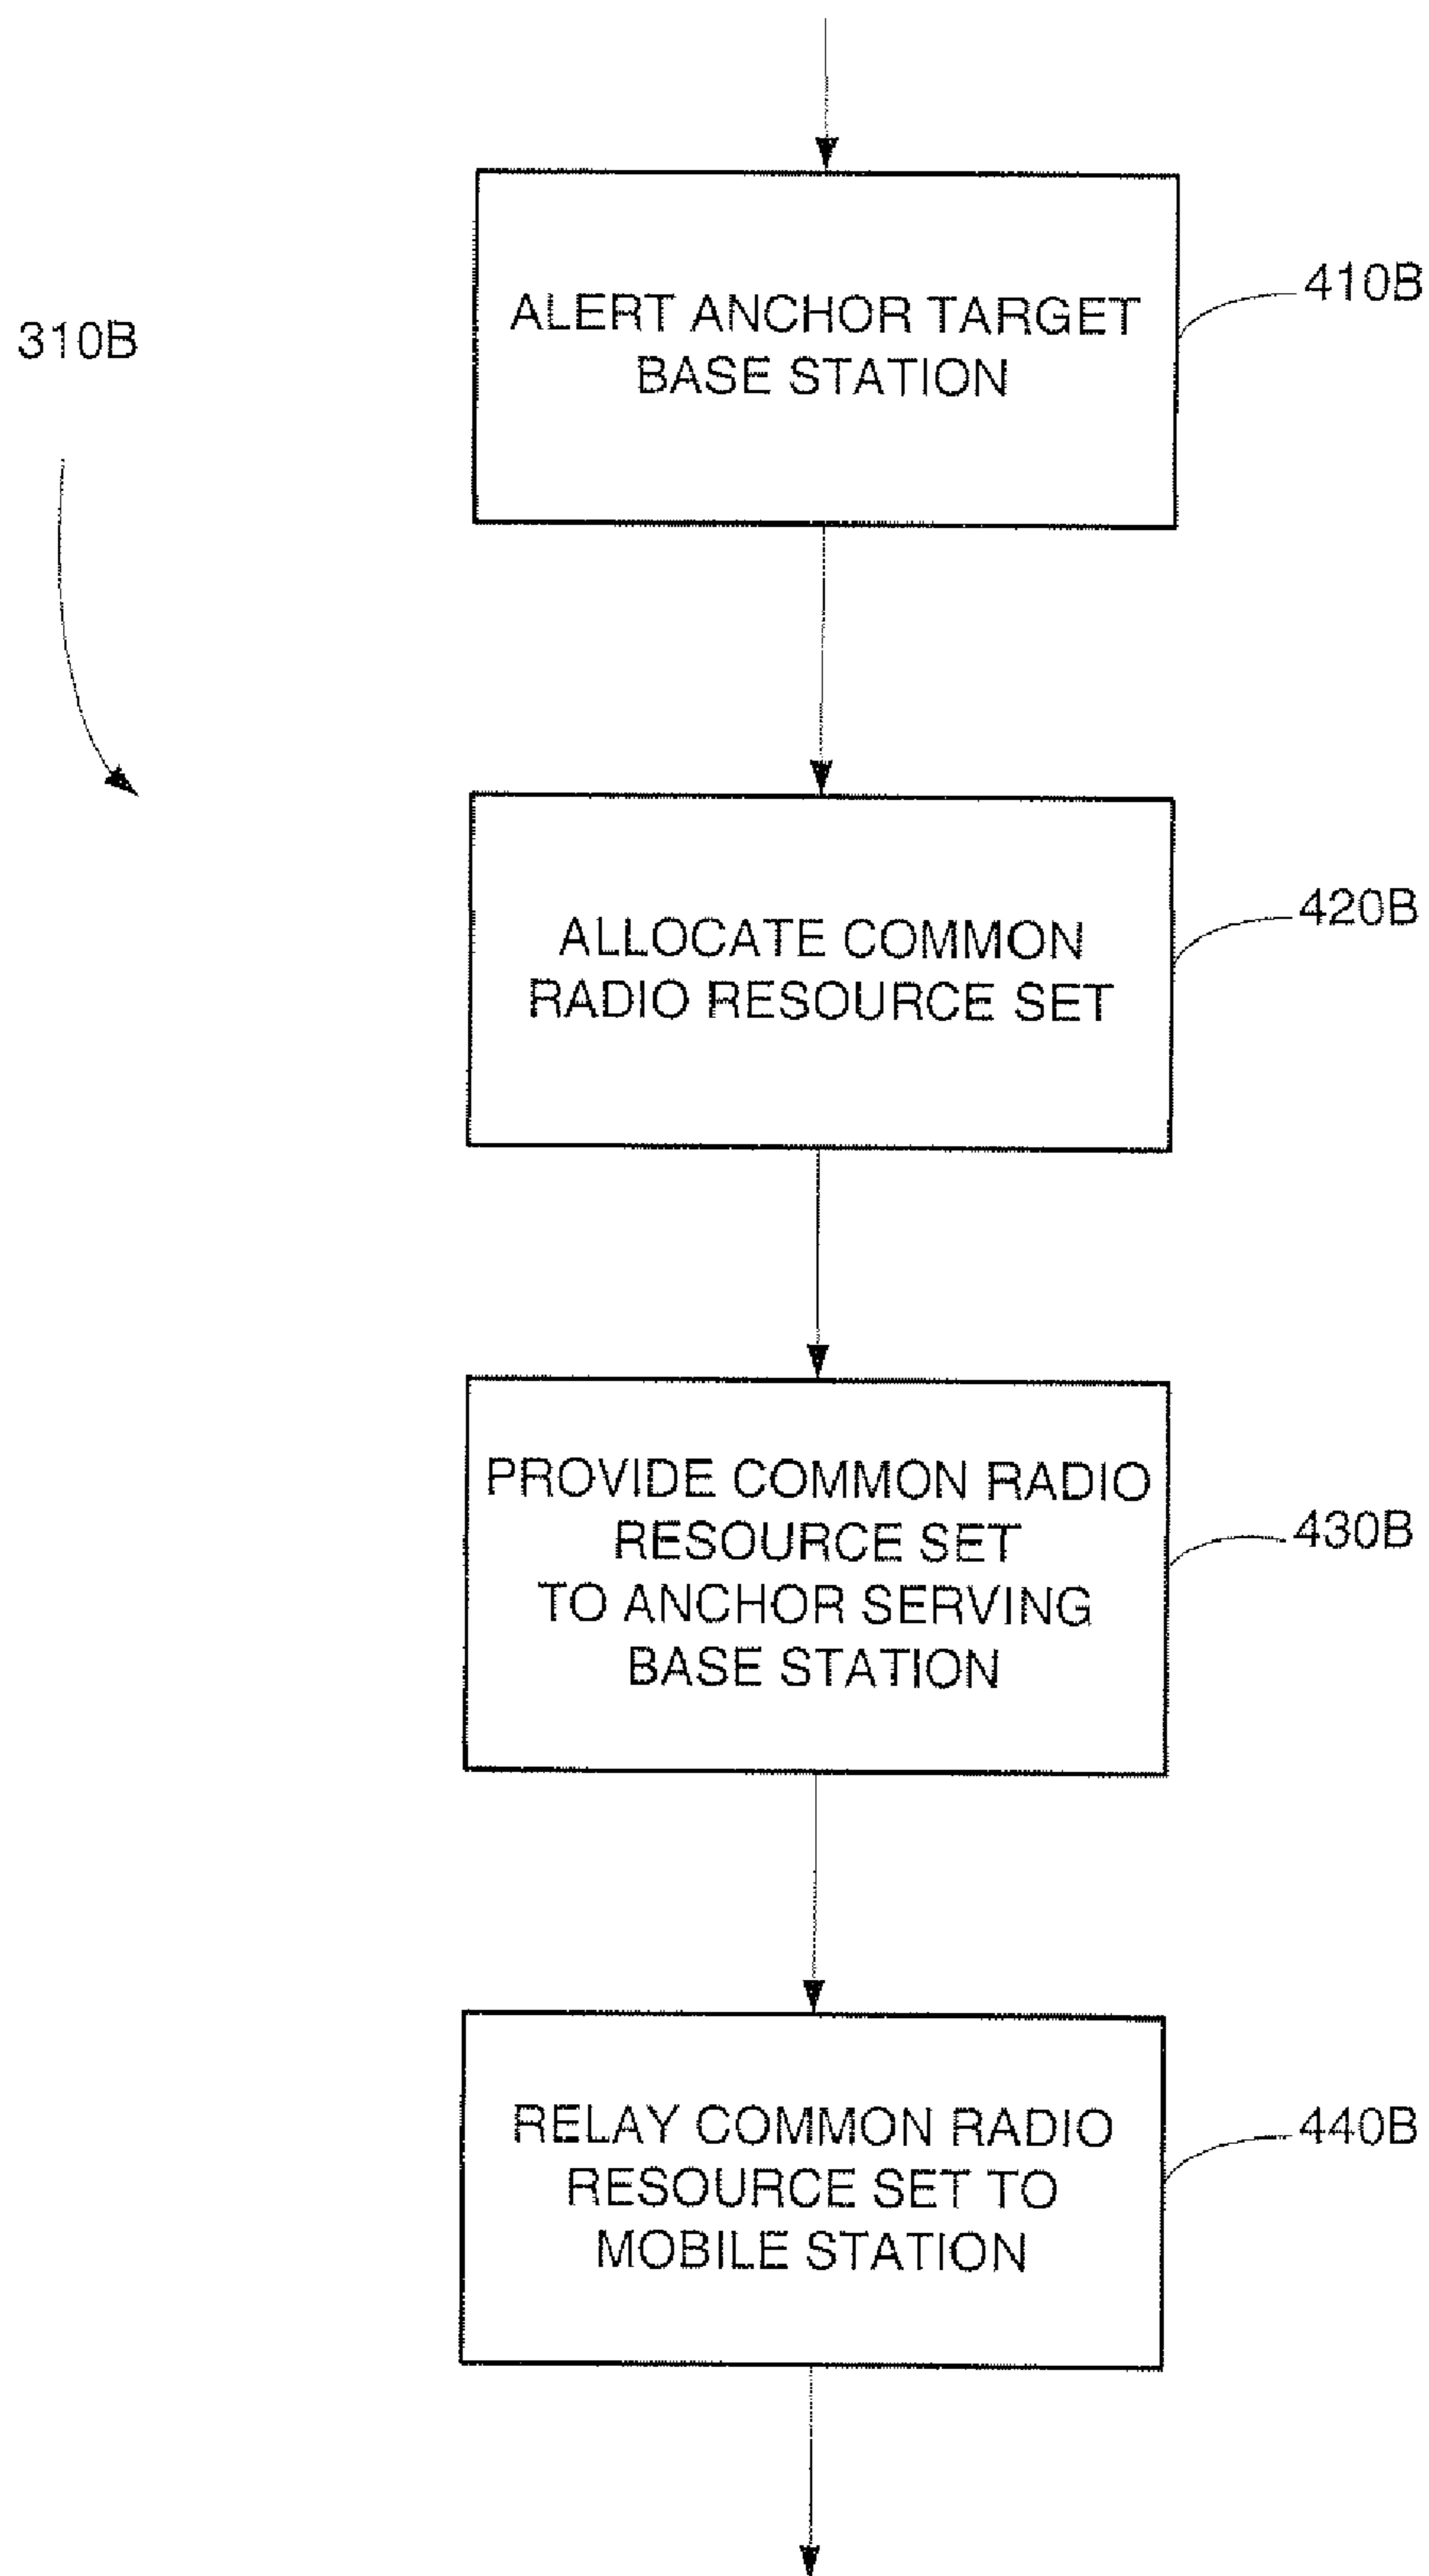 310B
ALERT ANCHOR TARGET
BASE STATION
410B
ALLOCATE COMMON
RADIO RESOURCE SET
420B
PROVIDE COMMON RADIO
RESOURCE SET
TO ANCHOR SERVING
BASE STATION
430B
RELAY COMMON RADIO
RESOURCE SET TO
MOBILE STATION
440B